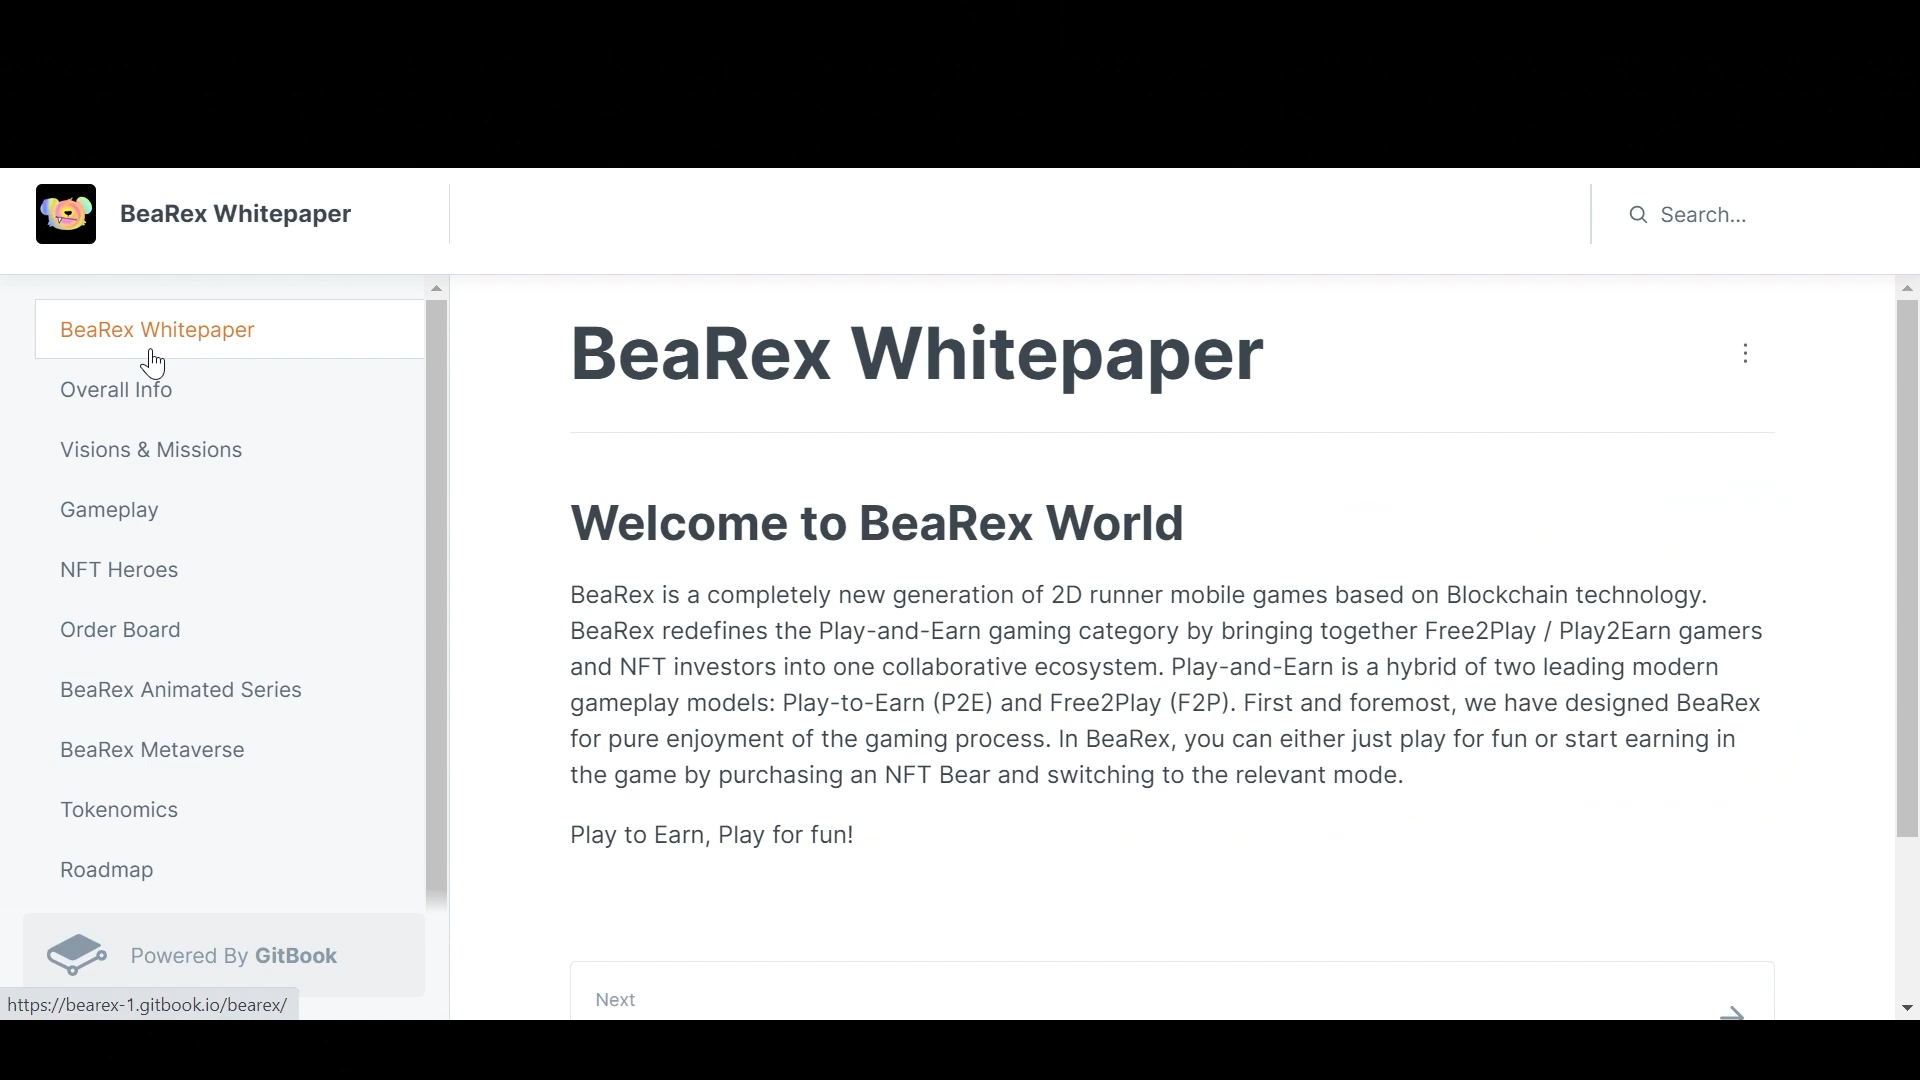 BeaRex Whitepaper
Search...
BeaRex Whitepaper
Overall Info
Visions & Missions
Gameplay
NFT Heroes
Order Board
BeaRex Animated Series
BeaRex Metaverse
Tokenomics
Roadmap
Powered By GitBook
https://bearex-1.gitbook.io/bearex/
BeaRex Whitepaper
Welcome to BeaRex World
BeaRex is a completely new generation of 2D runner mobile games based on Blockchain technology.
BeaRex redefines the Play-and-Earn gaming category by bringing together Free2Play / Play2Earn gamers
and NFT investors into one collaborative ecosystem. Play-and-Earn is a hybrid of two leading modern
gameplay models: Play-to-Earn (P2E) and Free2Play (F2P). First and foremost, we have designed BeaRex
for pure enjoyment of the gaming process. In BeaRex, you can either just play for fun or start earning in
the game by purchasing an NFT Bear and switching to the relevant mode.
Play to Earn, Play for fun!
Next